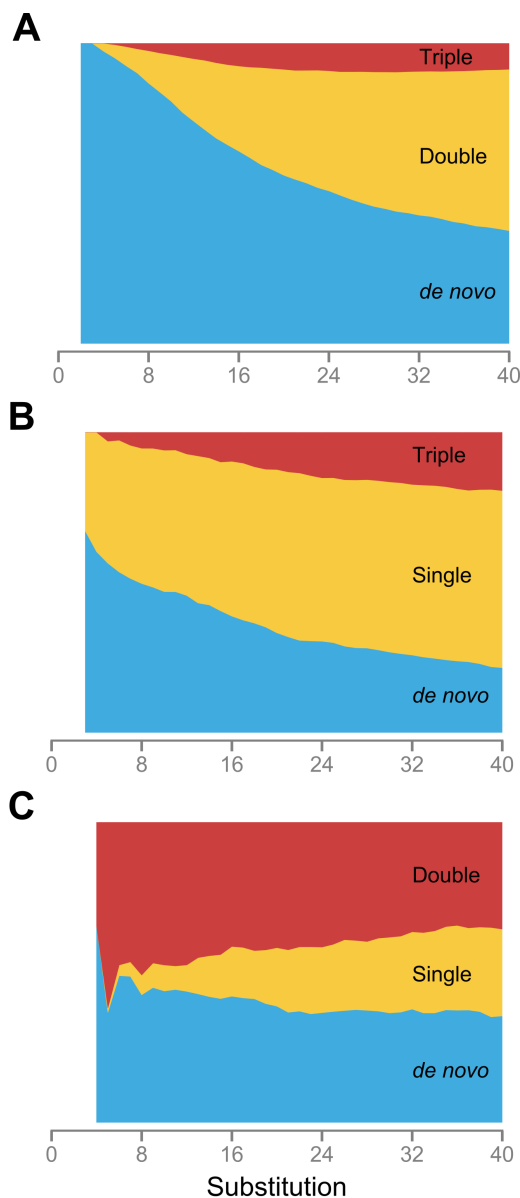 A
Triple
Double
de novo
0 8 16 24 32 40
B
Triple
Single
de novo
0 8 16 24 32 40
C
Double
Single
de novo
0 8 16 24 32 40
Substitution